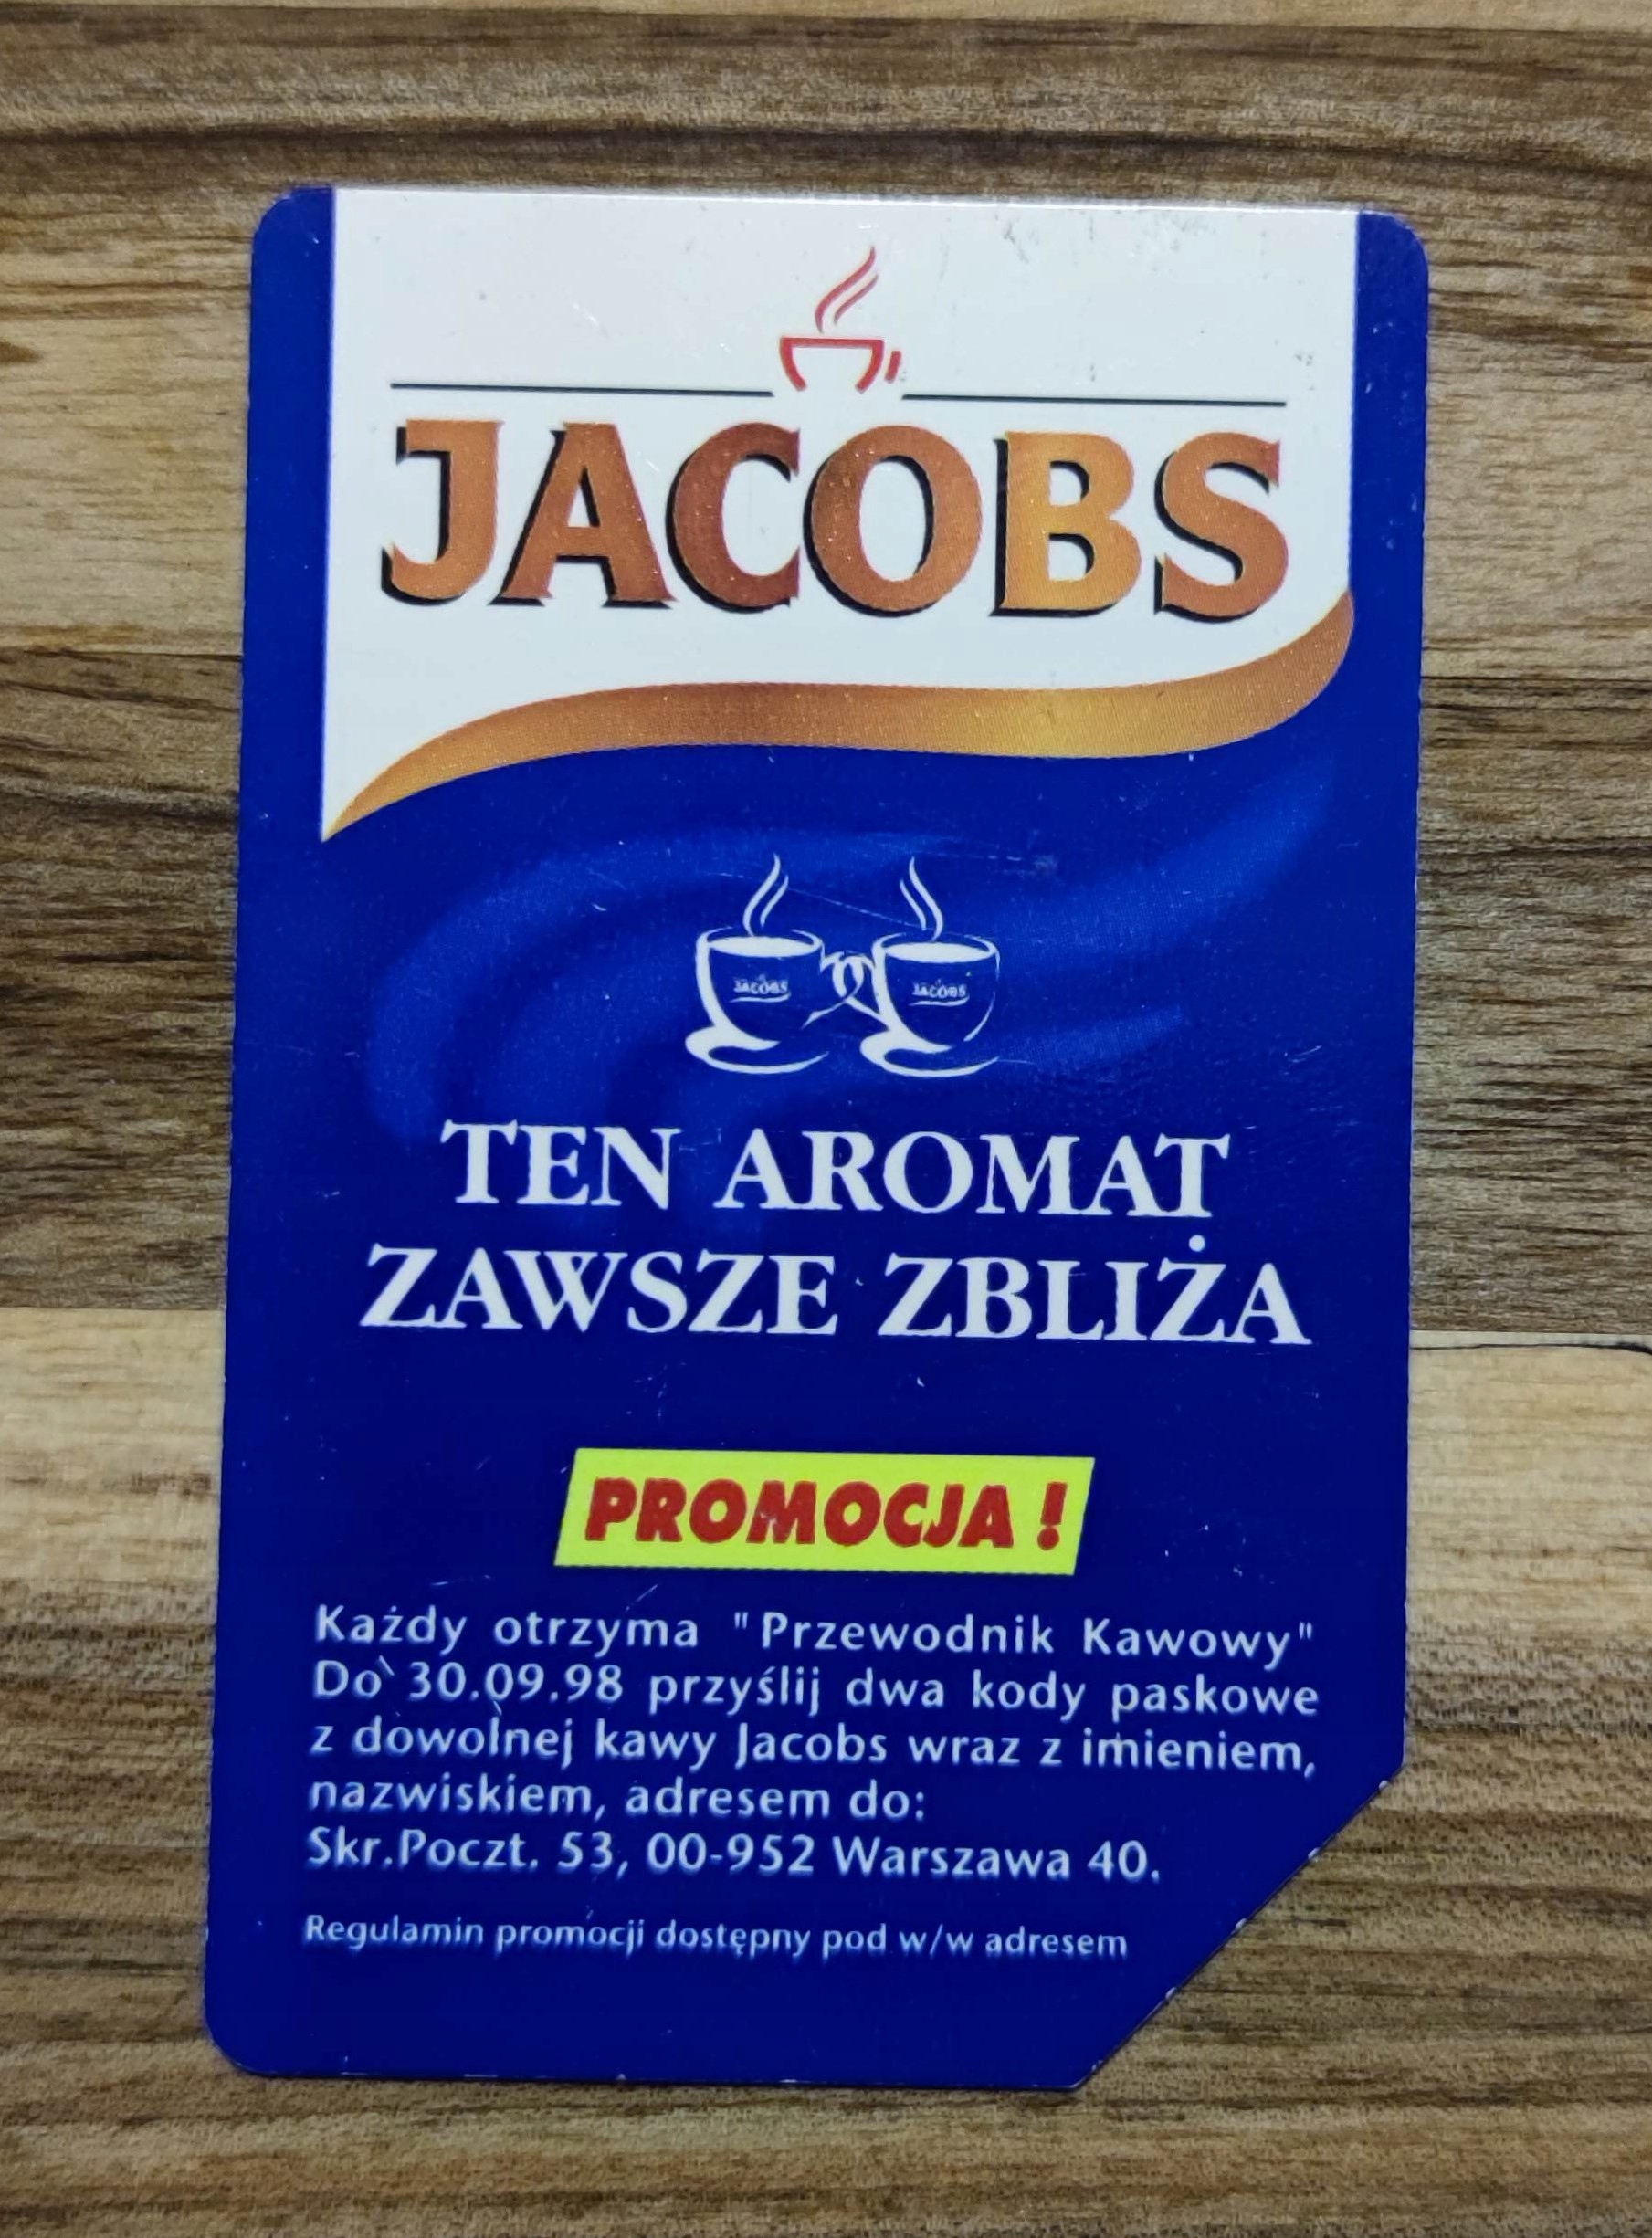 JACOBS
JACOBS JACOBS
TEN AROMAT
ZAWSZE ZBLIŻA
PROMOCJA !
Każdy otrzyma "Przewodnik Kawowy"
Do 30.09.98 przyślij dwa kody paskowe
z dowolnej kawy Jacobs wraz z imieniem,
nazwiskiem, adresem do:
Skr.Poczt. 53, 00-952 Warszawa 40.
Regulamin promocji dostępny pod w/w adresem